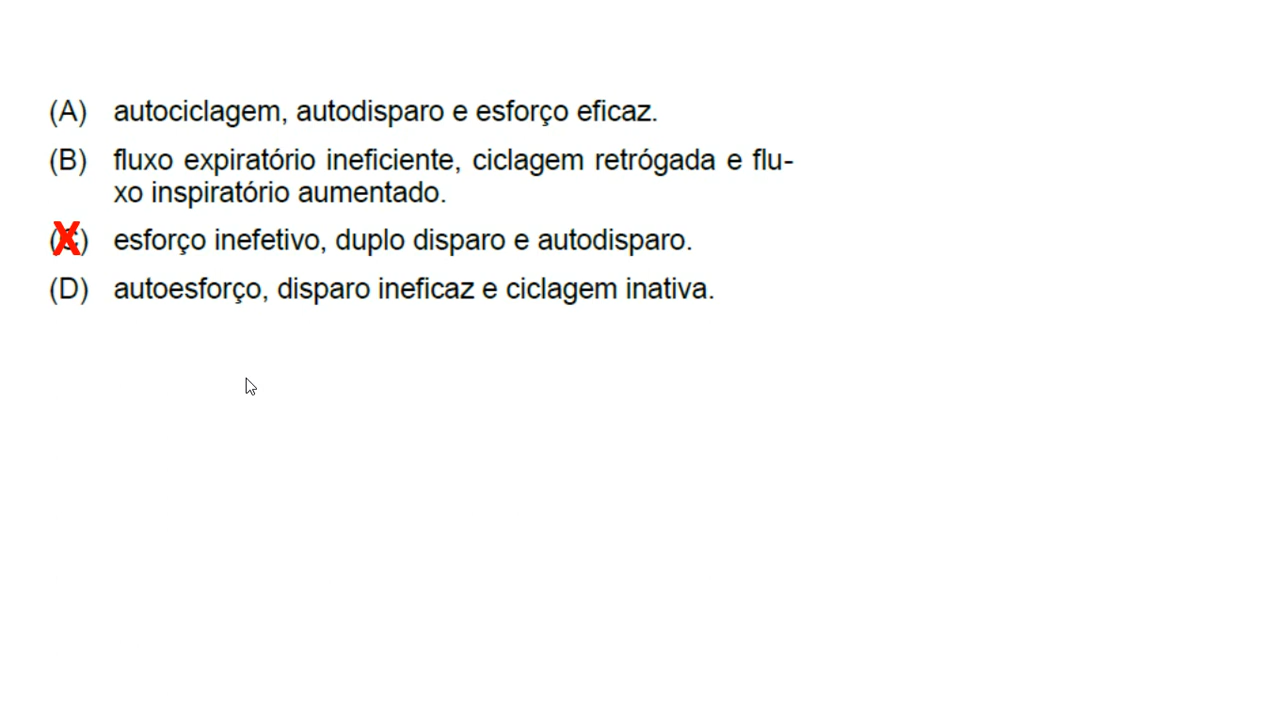 (A) autociclagem, autodisparo e esforço eficaz.
(B) fluxo expiratório ineficiente, ciclagem retrógada e flu-
xo inspiratório aumentado.
(C) esforço inefetivo, duplo disparo e autodisparo.
(D) autoesforço, disparo ineficaz e ciclagem inativa.